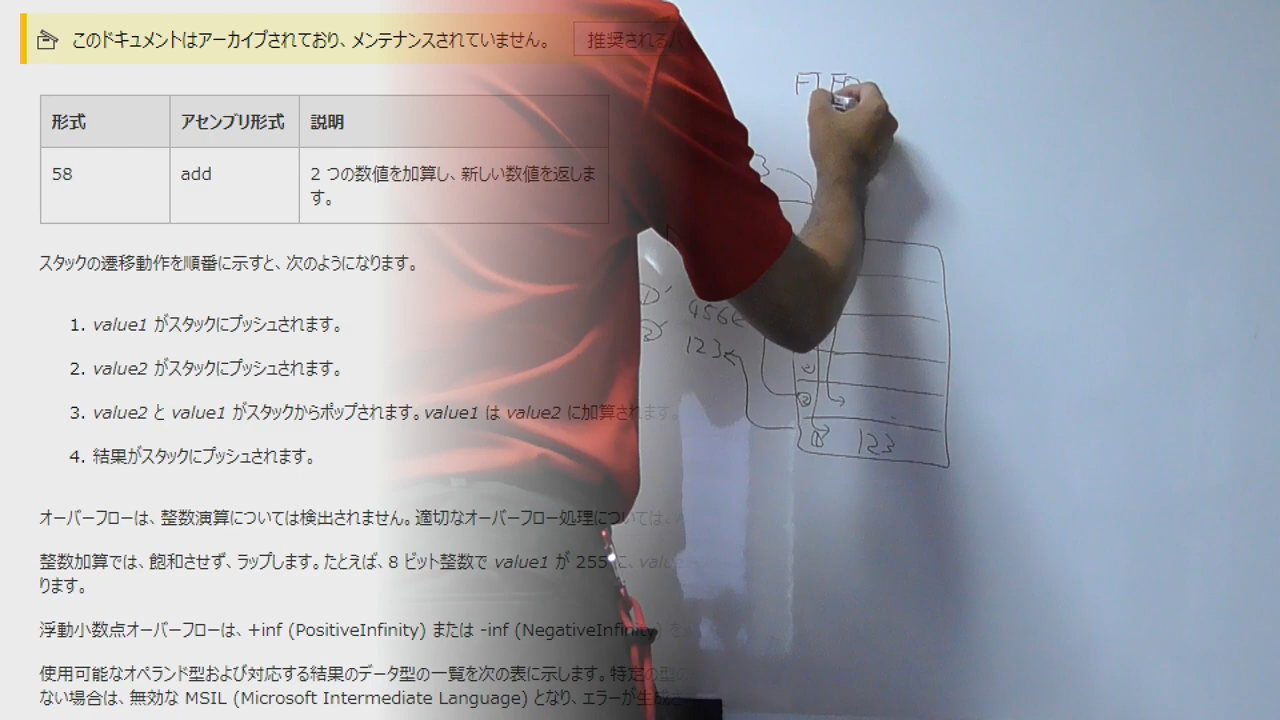 このドキュメントはアーカイブされており、メンテナンスされていません。
推奨される
形式 アセンブリ形式 説明
58 add 2 つの数値を加算し、新しい数値を返しま
す。
スタックの遷移動作を順番に示すと、次のようになります。
1. value1 がスタックにプッシュされます。
2. value2 がスタックにプッシュされます。
3. value2 と value1 がスタックからポップされます。value1 は value2 に加算されます。
4. 結果がスタックにプッシュされます。
オーバーフローは、整数演算については検出されません。適切なオーバーフロー処理については、
整数加算では、飽和させず、ラップします。たとえば、8 ビット整数で value1 が 255 に、value
ります。
浮動小数点オーバーフローは、+inf (PositiveInfinity) または -inf (NegativeInfinity) を
使用可能なオペランド型および対応する結果のデータ型の一覧を次の表に示します。特定の型の
ない場合は、無効な MSIL (Microsoft Intermediate Language) となり、エラーが生成さ
3
① 456
② 123
②
① 123